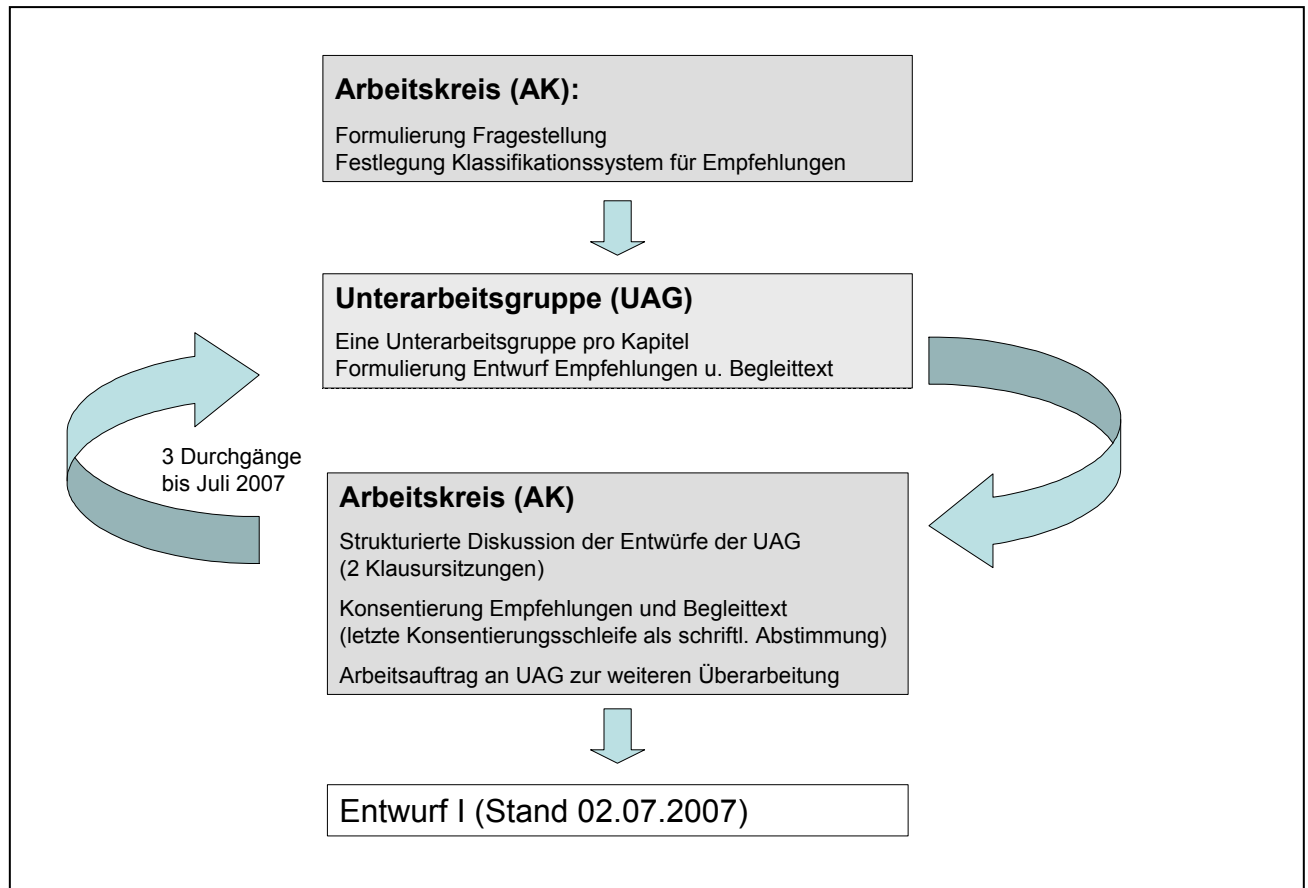 Arbeitskreis (AK):
Formulierung Fragestellung
Festlegung Klassifikationssystem für Empfehlungen
Unterarbeitsgruppe (UAG)
Eine Unterarbeitsgruppe pro Kapitel
Formulierung Entwurf Empfehlungen u. Begleittext
3 Durchgänge
bis Juli 2007
Arbeitskreis (AK)
Strukturierte Diskussion der Entwürfe der UAG
(2 Klausursitzungen)
Konsentierung Empfehlungen und Begleittext
(letzte Konsentierungsschleife als schriftl. Abstimmung)
Arbeitsauftrag an UAG zur weiteren Überarbeitung
Entwurf I (Stand 02.07.2007)